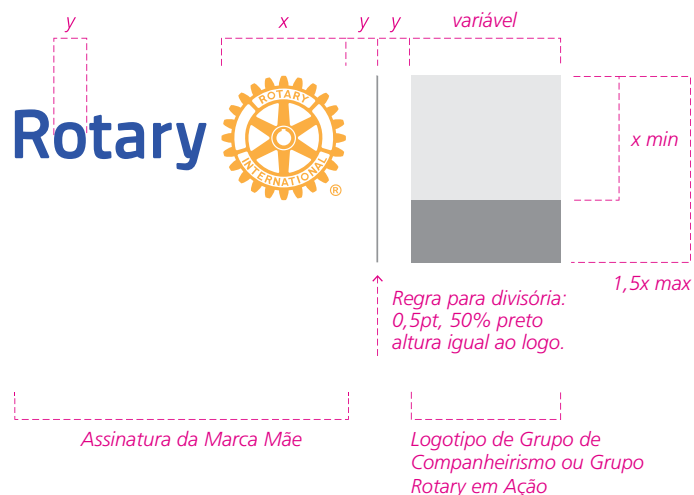 y
x
y
y
variável
Rotary
ROTARY
INTERNATIONAL
®
x min
1,5x max
Regra para divisória:
0,5pt, 50% preto
altura igual ao logo.
Assinatura da Marca Mãe
Logotipo de Grupo de
Companheirismo ou Grupo
Rotary em Ação